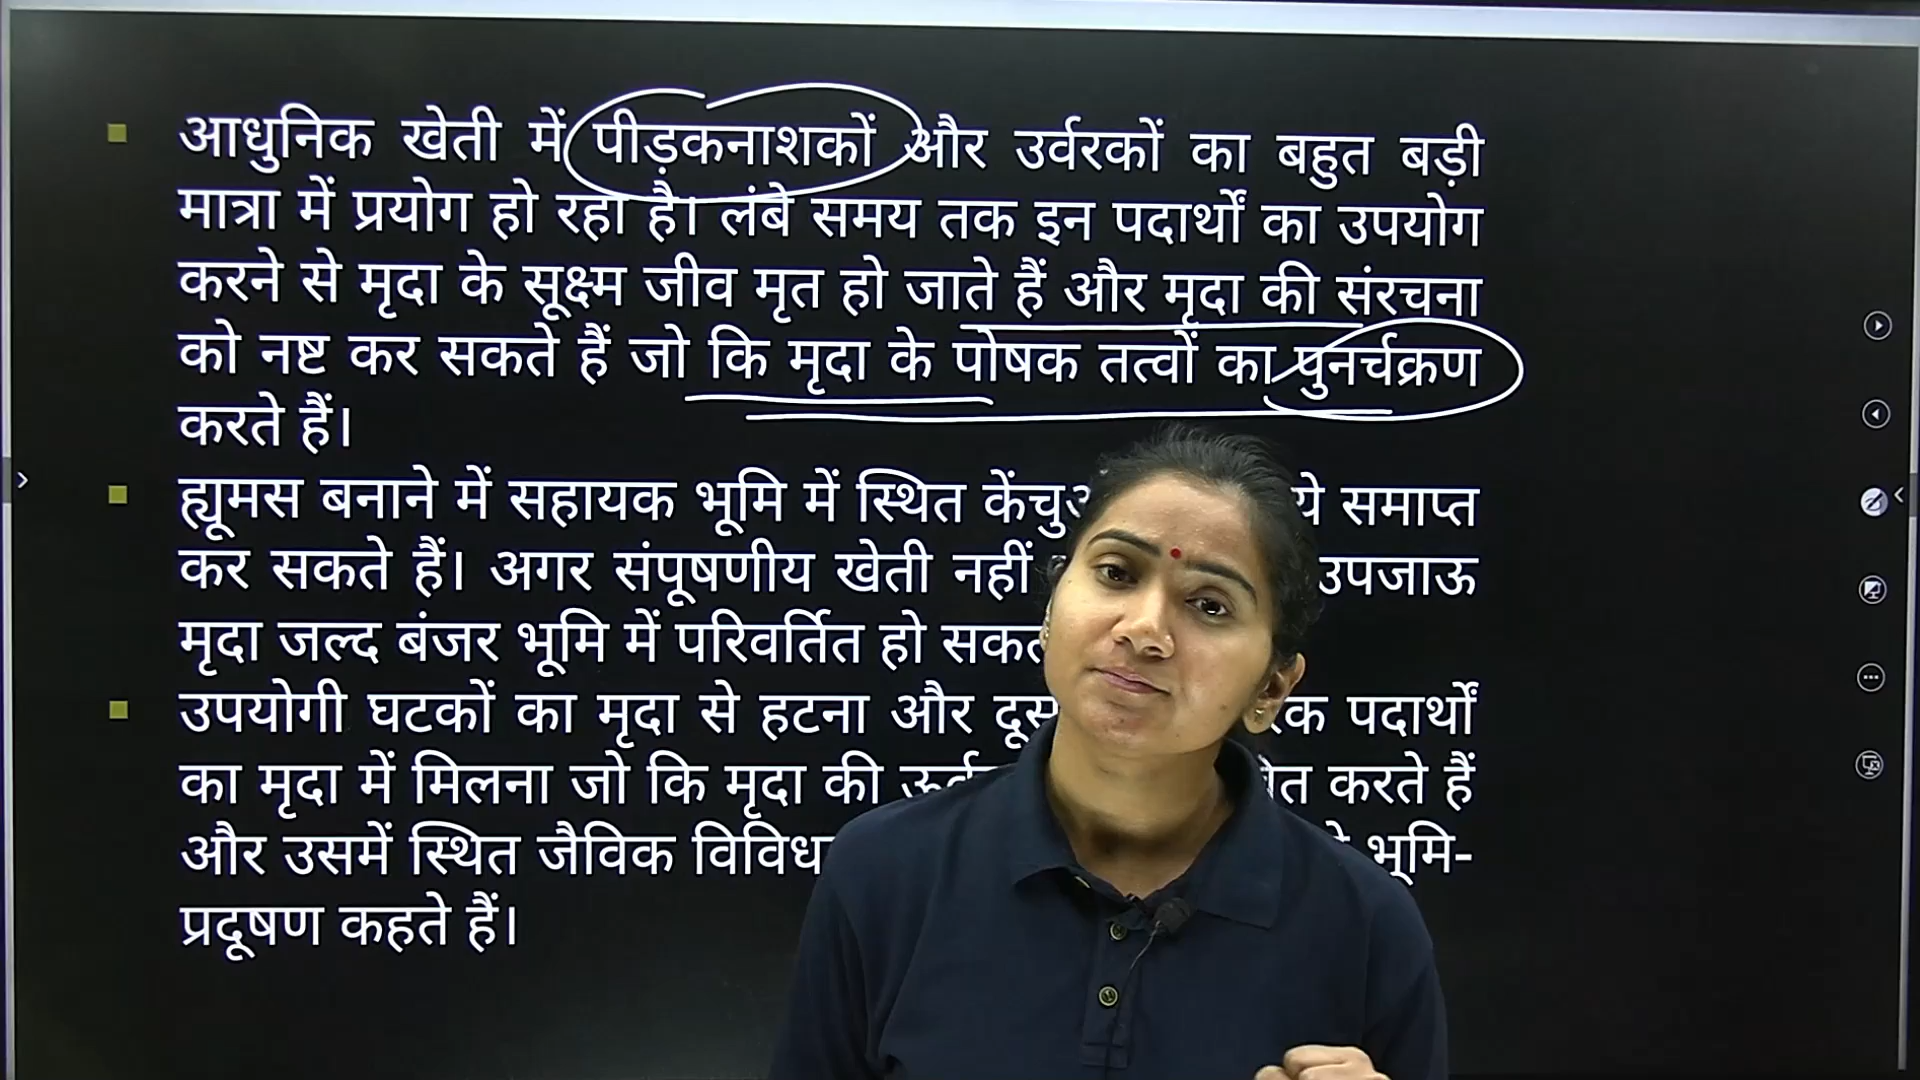 आधुनिक खेती में पीड़कनाशकों और उर्वरकों का बहुत बड़ी
मात्रा में प्रयोग हो रहा है। लंबे समय तक इन पदार्थों का उपयोग
करने से मृदा के सूक्ष्म जीव मृत हो जाते हैं और मृदा की संरचना
को नष्ट कर सकते हैं जो कि मृदा के पोषक तत्वों का पुनर्चक्रण
करते हैं।
ह्यूमस बनाने में सहायक भूमि में स्थित ये समाप्त
कर सकते हैं। अगर संपूषणीय खेती नहीं उपजाऊ
मृदा जल्द बंजर भूमि में परिवर्तित हो
उपयोगी घटकों का मृदा से हटना और पदार्थों
का मृदा में मिलना जो कि मृदा की करते हैं
और उसमें स्थित जैविक भूमि-
प्रदूषण कहते हैं।